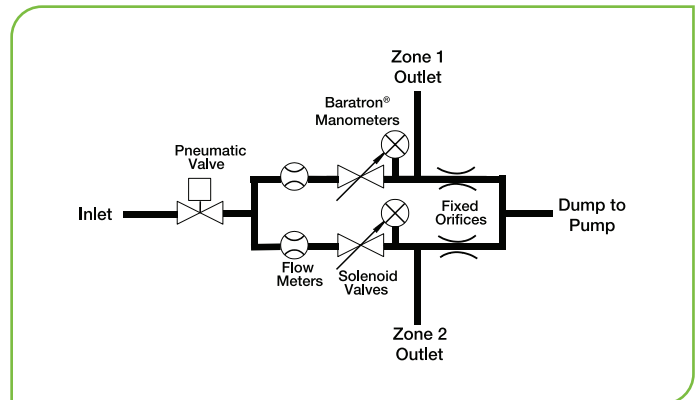 Zone 1
Outlet
Baratron®
Manometers
Pneumatic
Valve
Inlet
Fixed
Orifices
Dump to
Pump
Flow
Meters
Solenoid
Valves
Zone 2
Outlet